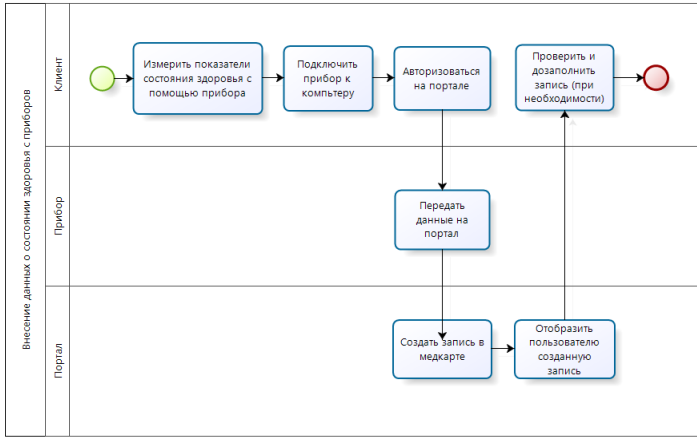 Внесение данных о состоянии здоровья с приборов
Клиент
Измерить показатели
состояния здоровья с
помощью прибора
Подключить
прибор к
компьтеру
Авторизоваться
на портале
Проверить и
дозаполнить
запись (при
необходимости)
Прибор
Передать
данные на
портал
Портал
Создать запись в
медкарте
Отобразить
пользователю
созданную
запись